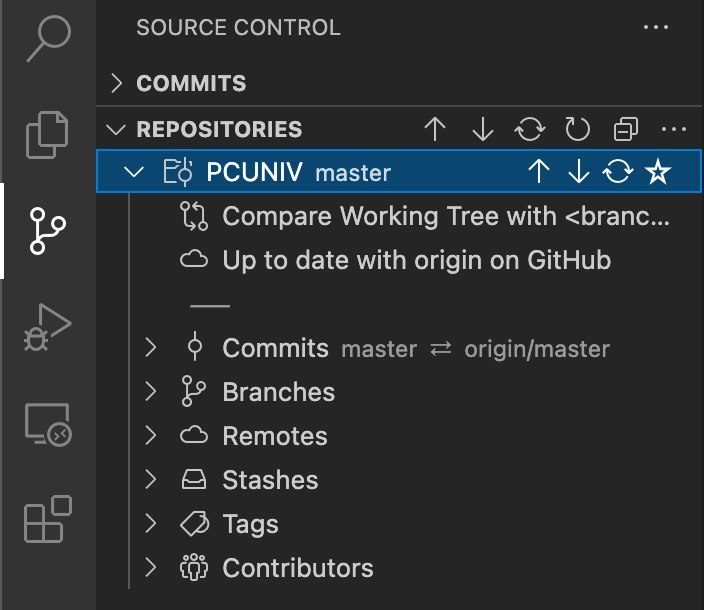 SOURCE CONTROL
COMMITS
REPOSITORIES
PCUNIV master
Compare Working Tree with <branc...
Up to date with origin on GitHub
Commits master ⇄ origin/master
Branches
Remotes
Stashes
Tags
Contributors